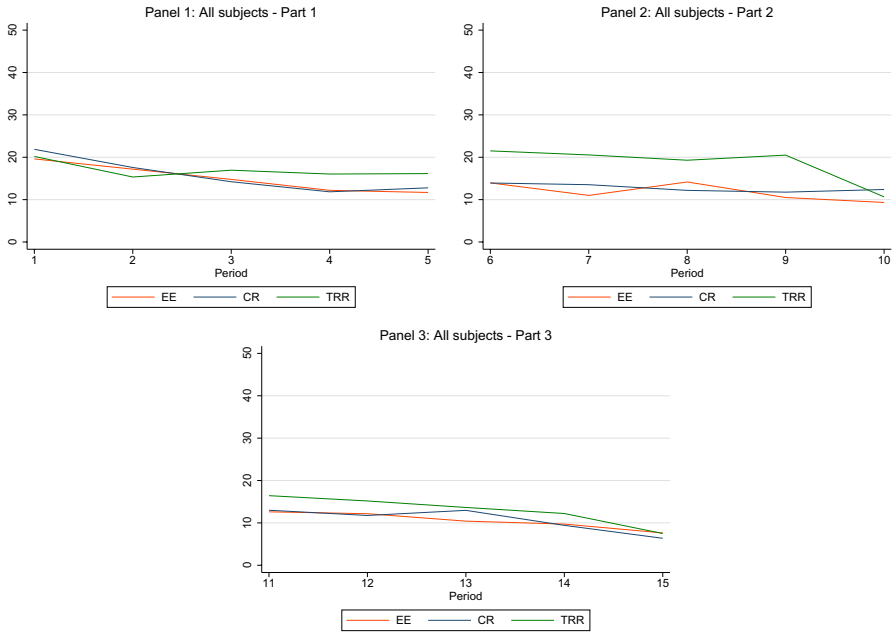 Panel 1: All subjects - Part 1
50
40
30
20
10
0
1 2 3 4 5
Period
EE CR TRR
Panel 2: All subjects - Part 2
50
40
30
20
10
0
6 7 8 9 10
Period
EE CR TRR
Panel 3: All subjects - Part 3
50
40
30
20
10
0
11 12 13 14 15
Period
EE CR TRR